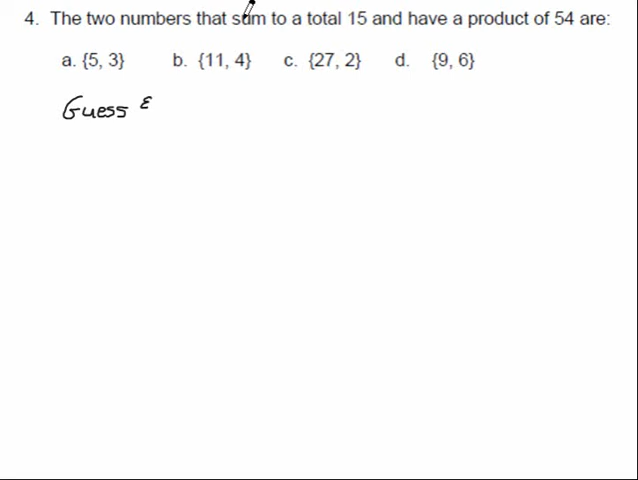 4. The two numbers that sum to a total 15 and have a product of 54 are:
a. {5, 3} b. {11, 4} c. {27, 2} d. {9, 6}
Guess &